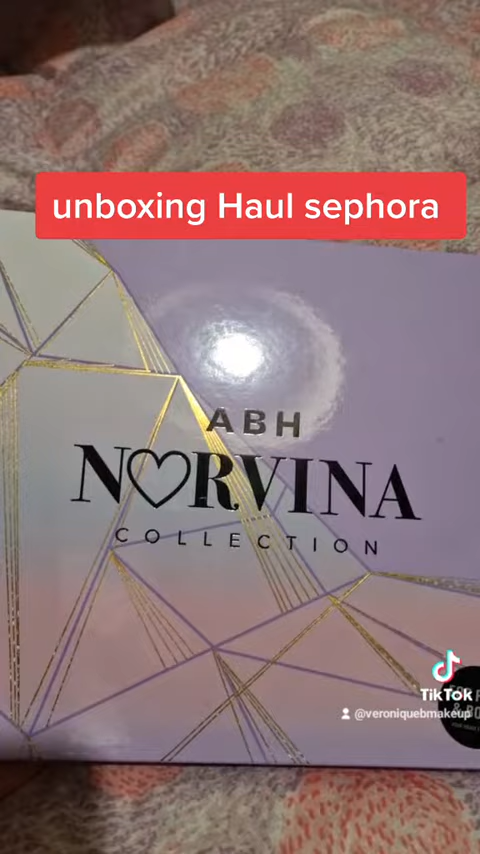 unboxing Haul sephora
ABH
NORVINA
COLLECTION
TikTok
@veroniquebmakeup